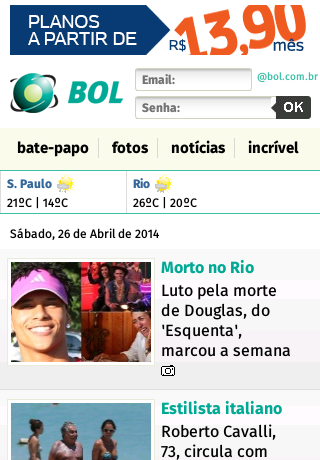 PLANOS
A PARTIR DE
R$ 13,90 mês
BOL
Email:
@bol.com.br
Senha:
OK
bate-papo fotos notícias incrível
S. Paulo Rio
21ºC | 14ºC 26ºC | 20ºC
Sábado, 26 de Abril de 2014
Morto no Rio
Luto pela morte
de Douglas, do
'Esquenta',
marcou a semana
Estilista italiano
Roberto Cavalli,
73, circula com